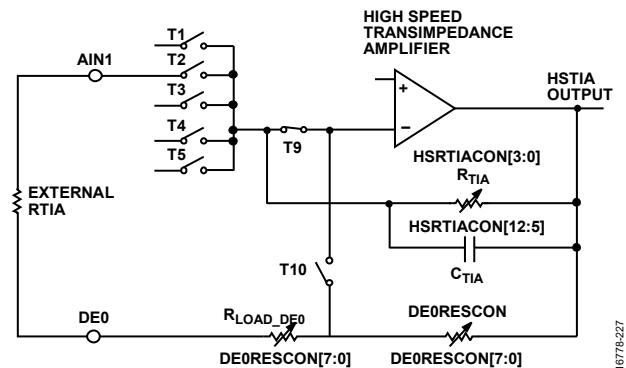 HIGH SPEED
TRANSIMPEDANCE
AMPLIFIER
T1
AIN1
T2
T3
T4
T5
+
−
HSTIA
OUTPUT
T9
HSRTIACON[3:0]
RTIA
EXTERNAL
RTIA
HSRTIACON[12:5]
CTIA
T10
DE0
RLOAD_DE0
DE0RESCON
DE0RESCON[7:0]
DE0RESCON[7:0]
16778-227